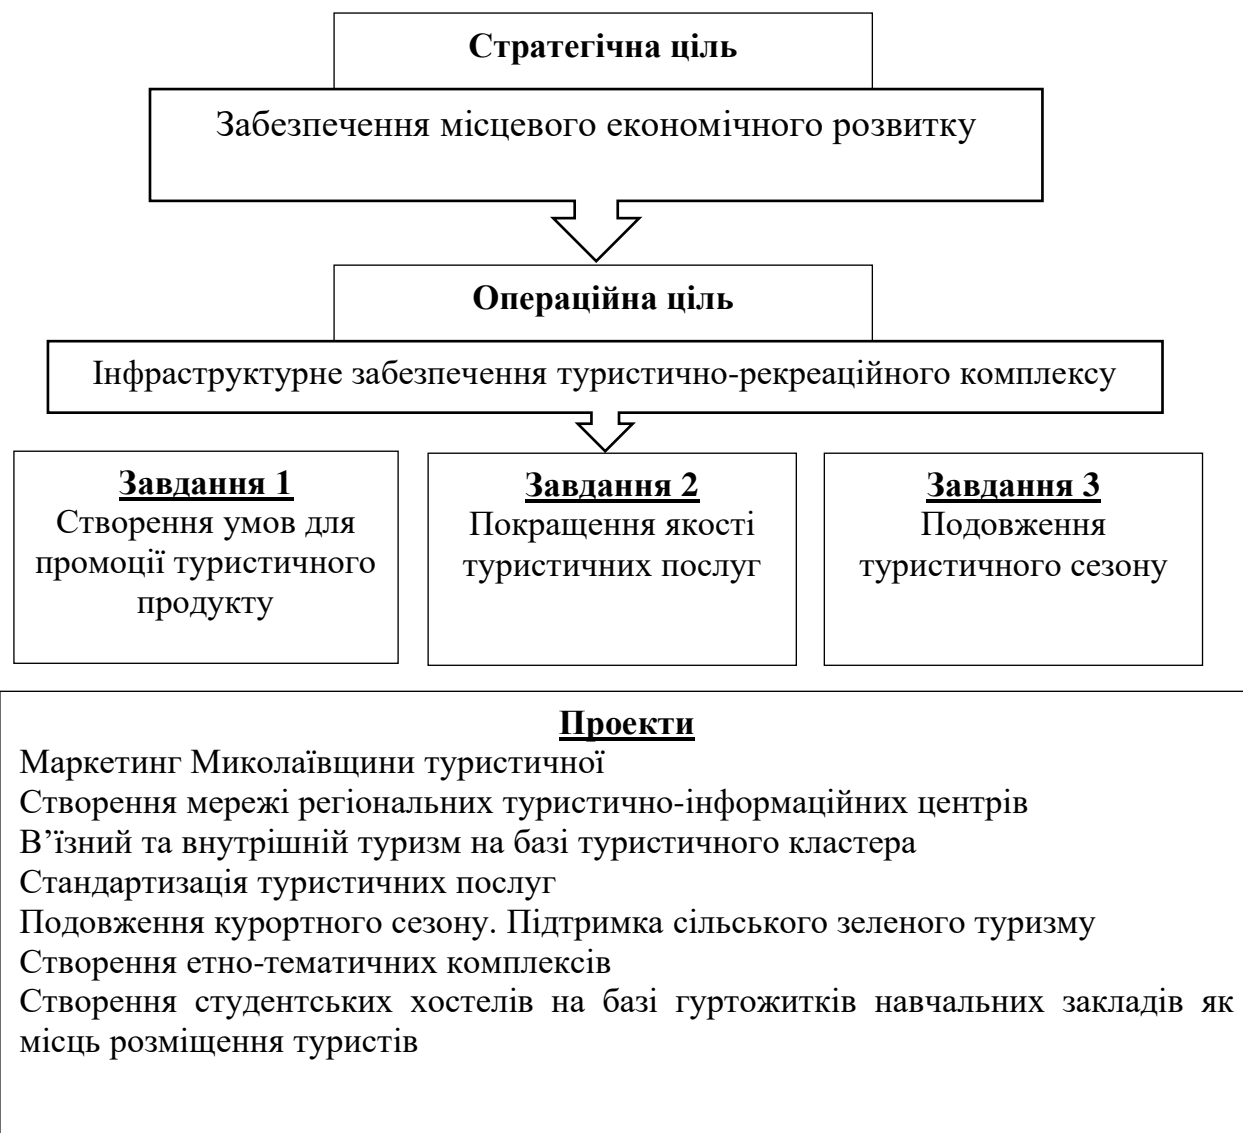 Стратегічна ціль
Забезпечення місцевого економічного розвитку
Операційна ціль
Інфраструктурне забезпечення туристично-рекреаційного комплексу
Завдання 1
Створення умов для
промоції туристичного
продукту
Завдання 2
Покращення якості
туристичних послуг
Завдання 3
Подовження
туристичного сезону
Проекти
Маркетинг Миколаївщини туристичної
Створення мережі регіональних туристично-інформаційних центрів
В’їзний та внутрішній туризм на базі туристичного кластера
Стандартизація туристичних послуг
Подовження курортного сезону. Підтримка сільського зеленого туризму
Створення етно-тематичних комплексів
Створення студентських хостелів на базі гуртожитків навчальних закладів як
місць розміщення туристів